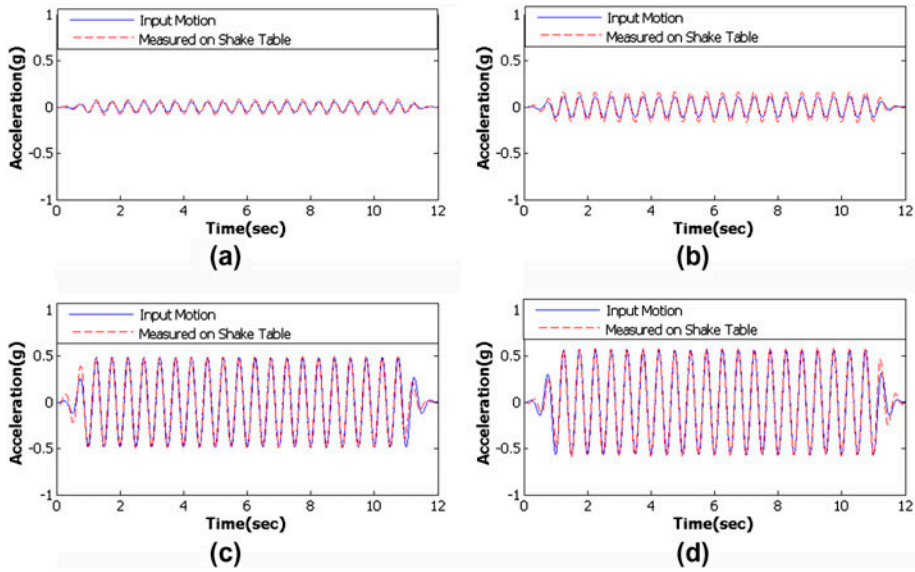 1
Input Motion
Measured on Shake Table
0.5
0
-0.5
-1
Acceleration(g)
0 2 4 6 8 10 12
Time(sec)
(a)
1
Input Motion
Measured on Shake Table
0.5
0
-0.5
-1
Acceleration(g)
0 2 4 6 8 10 12
Time(sec)
(b)
1
Input Motion
Measured on Shake Table
0.5
0
-0.5
-1
Acceleration(g)
0 2 4 6 8 10 12
Time(sec)
(c)
1
Input Motion
Measured on Shake Table
0.5
0
-0.5
-1
Acceleration(g)
0 2 4 6 8 10 12
Time(sec)
(d)